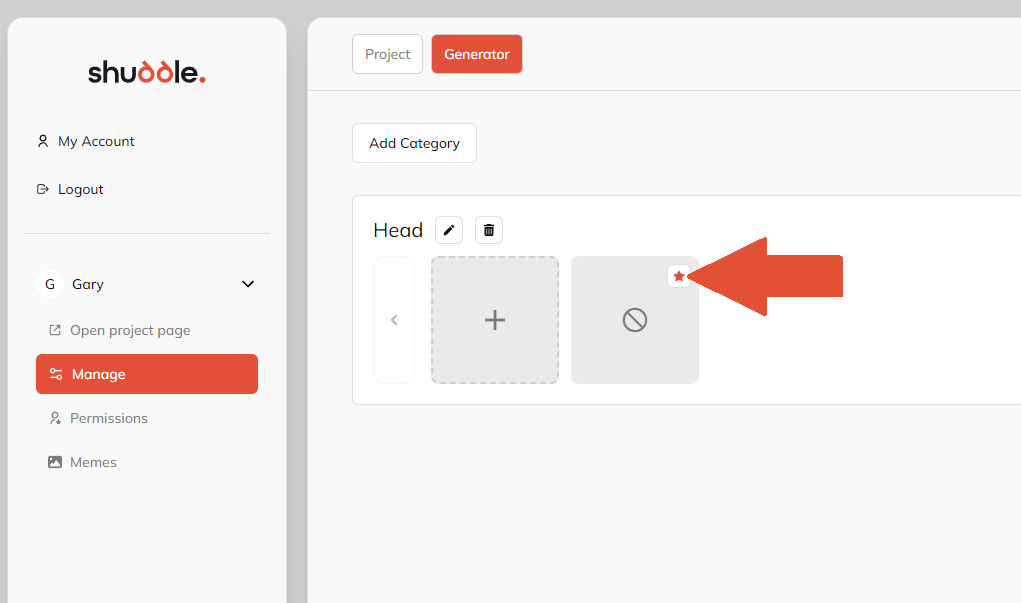 shuddle.
My Account
Logout
G Gary
Open project page
Manage
Permissions
Memes
Project Generator
Add Category
Head